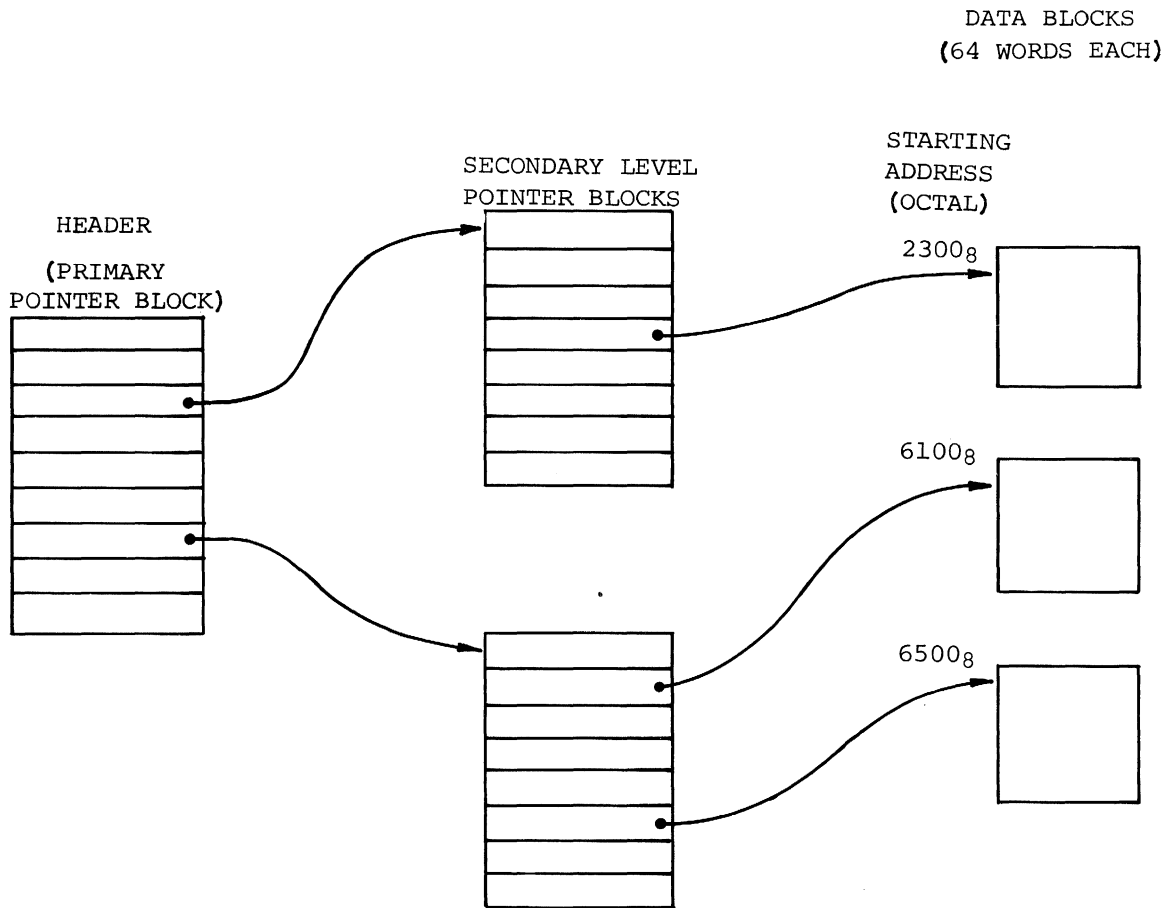 DATA BLOCKS
(64 WORDS EACH)
STARTING
ADDRESS
(OCTAL)
SECONDARY LEVEL
POINTER BLOCKS
HEADER
(PRIMARY
POINTER BLOCK)
2300₈
6100₈
6500₈